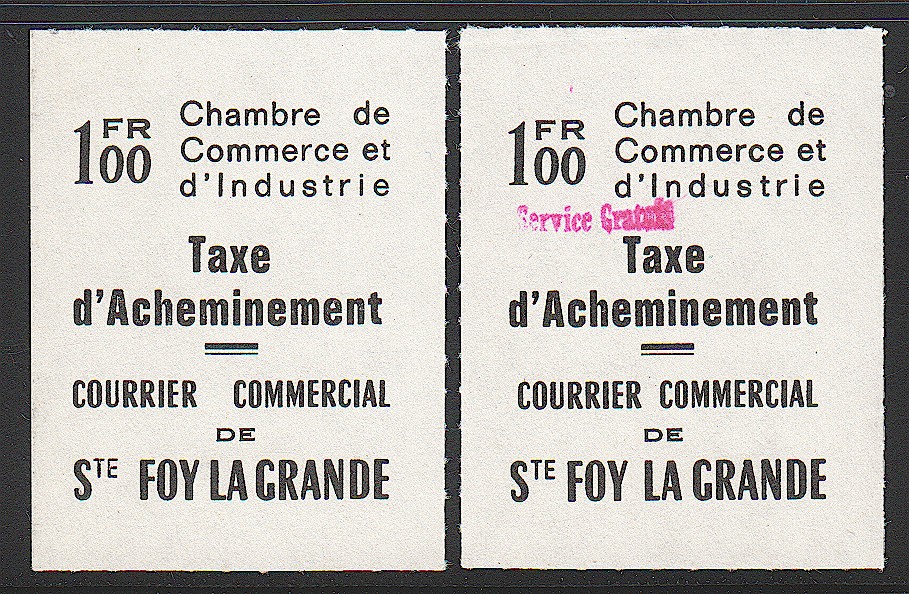 1FR00 Chambre de
Commerce et
d'Industrie
Taxe
d'Acheminement
COURRIER COMMERCIAL
DE
STE FOY LA GRANDE
1FR00 Chambre de
Commerce et
d'Industrie
Service Gratuit
Taxe
d'Acheminement
COURRIER COMMERCIAL
DE
STE FOY LA GRANDE